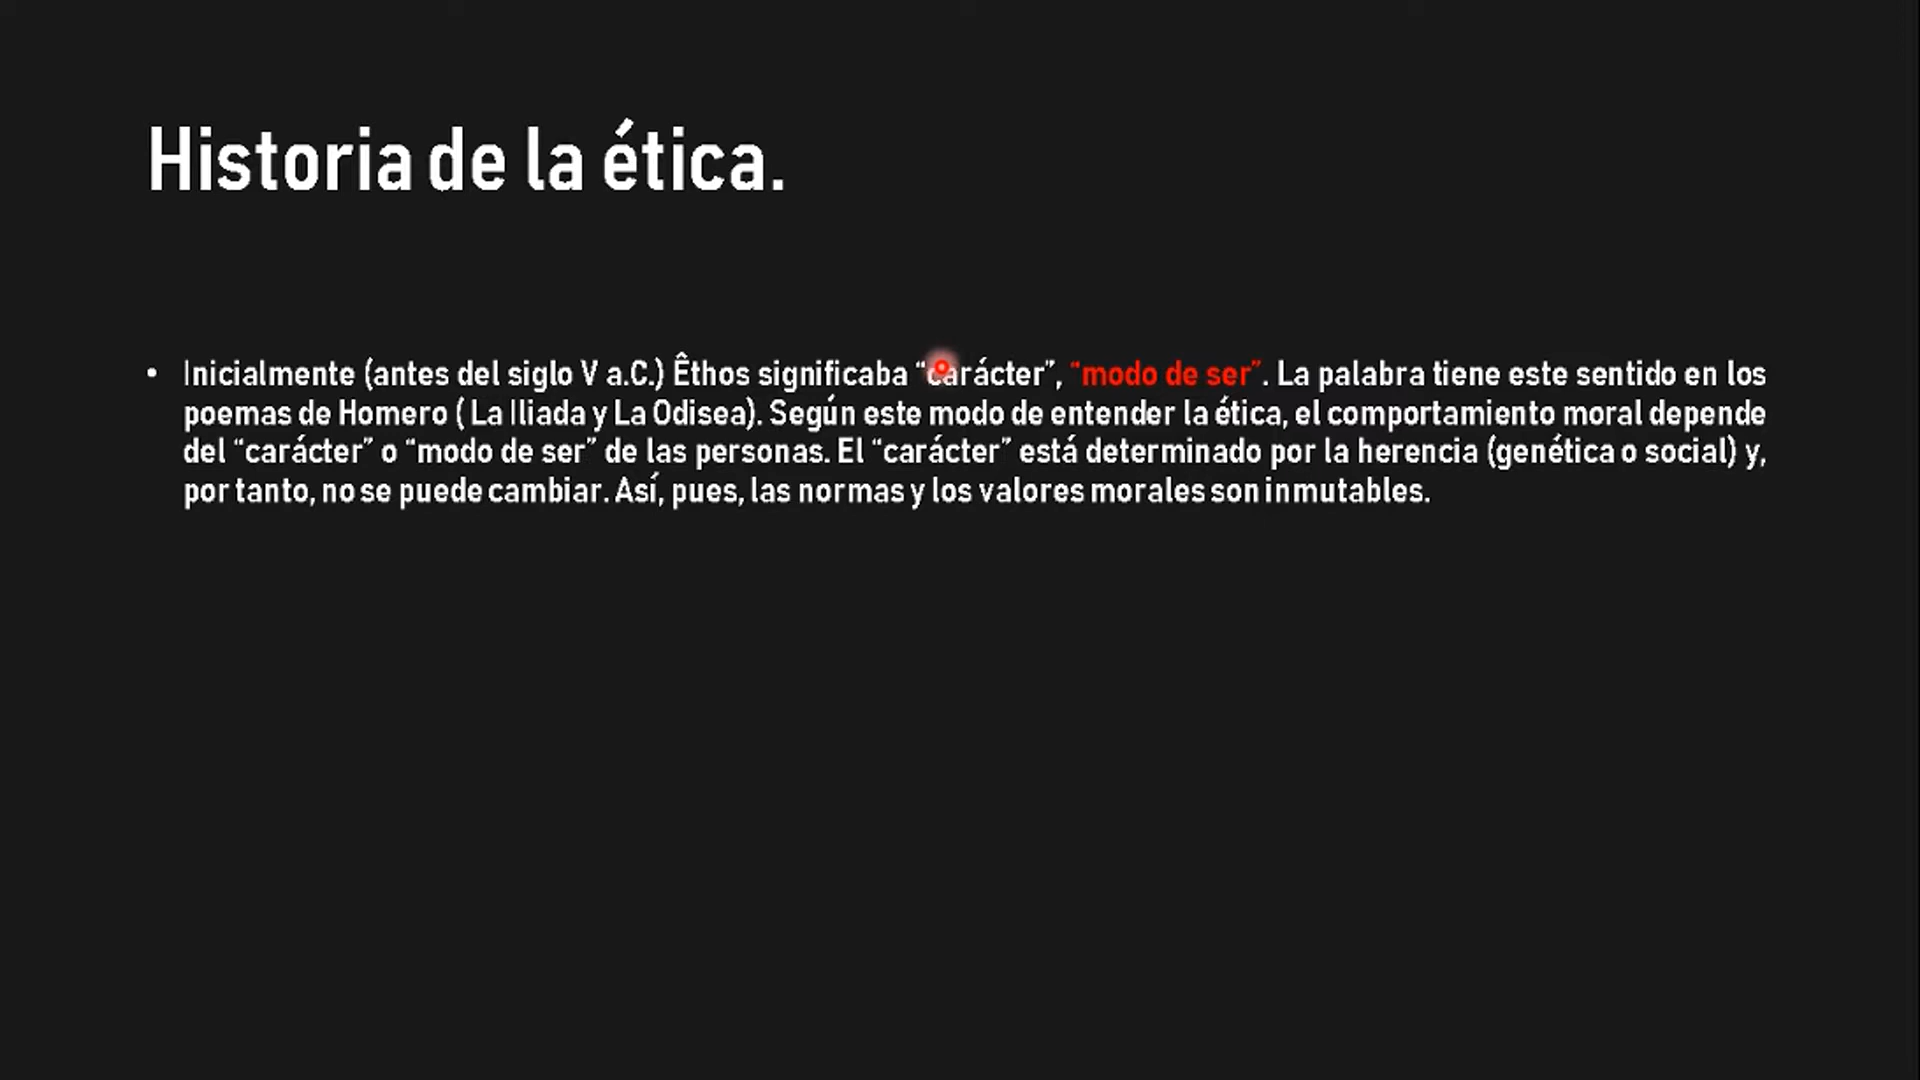 Historia de la ética.
• Inicialmente (antes del siglo V a.C.) Êthos significaba “carácter”, “modo de ser”. La palabra tiene este sentido en los
poemas de Homero ( La Iliada y La Odisea). Según este modo de entender la ética, el comportamiento moral depende
del “carácter” o “modo de ser” de las personas. El “carácter” está determinado por la herencia (genética o social) y,
por tanto, no se puede cambiar. Así, pues, las normas y los valores morales son inmutables.